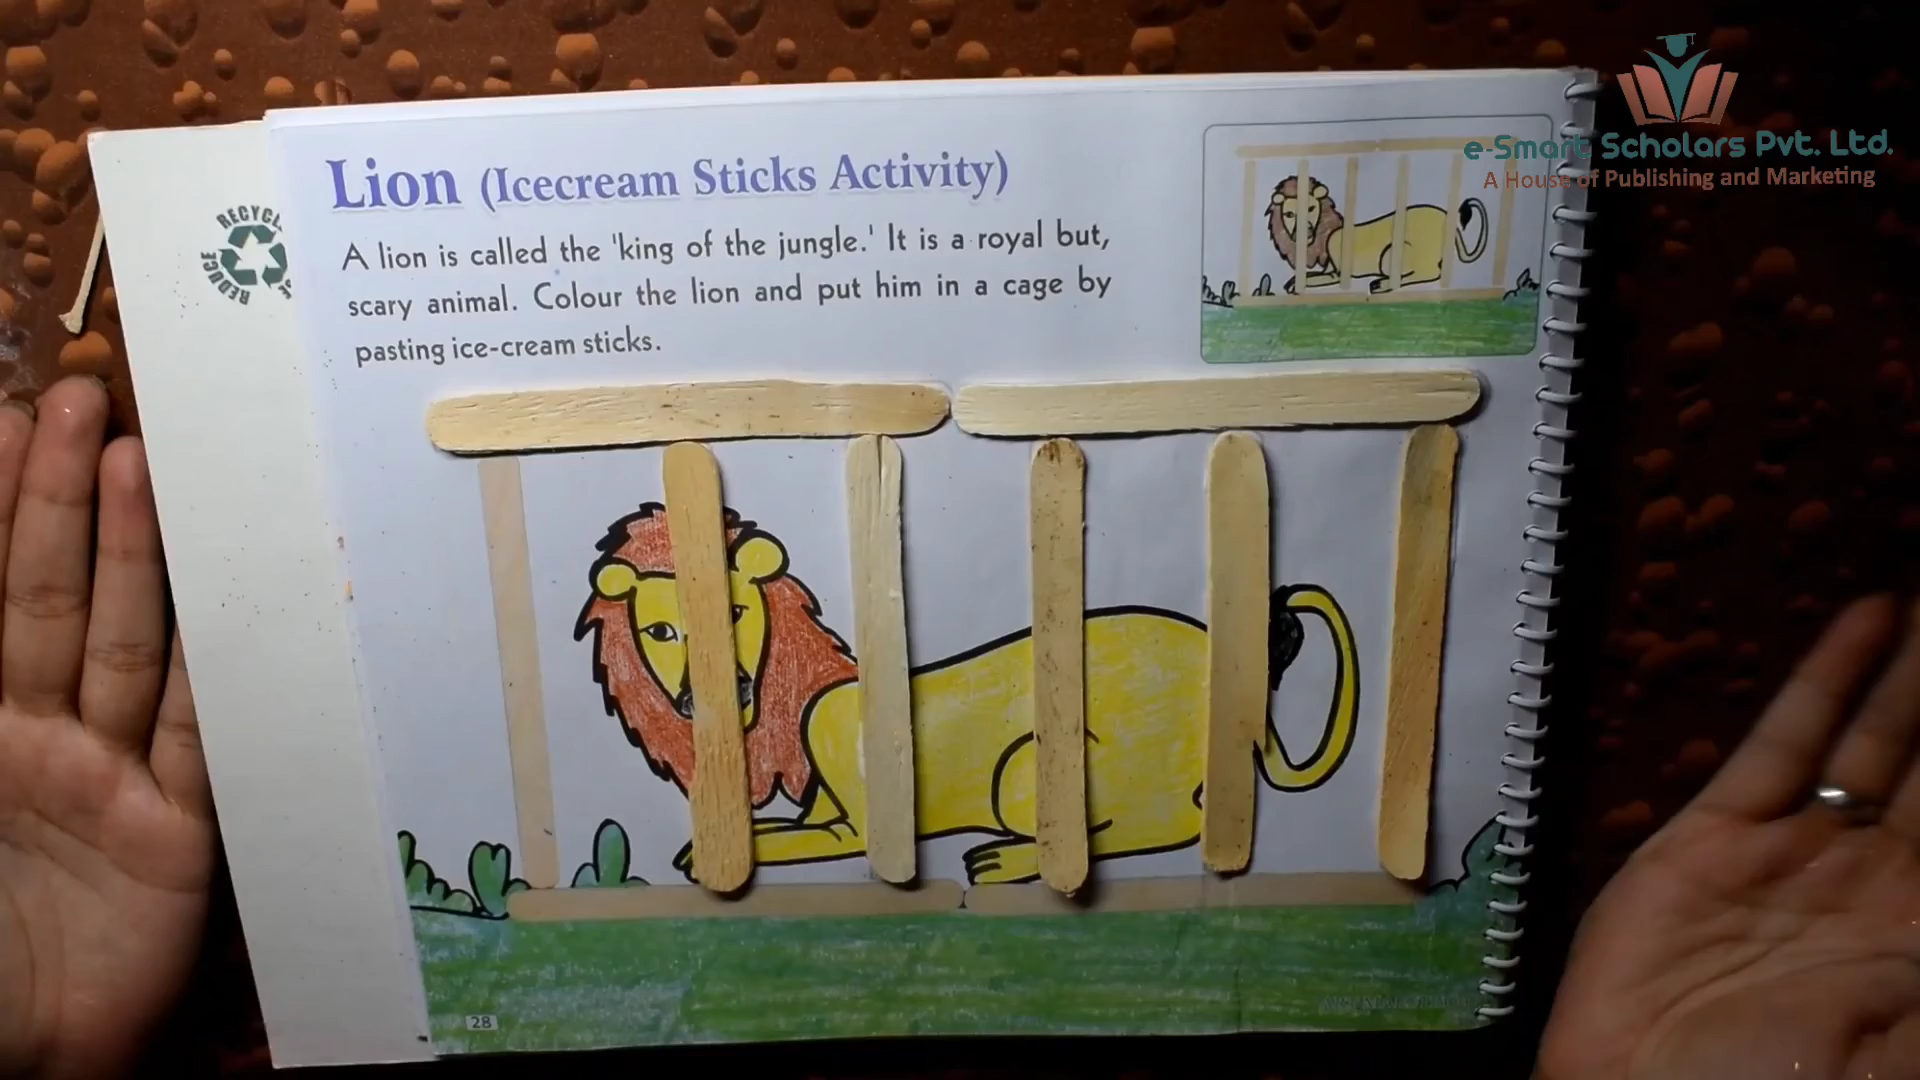 e-Smart Scholars Pvt. Ltd.
A House of Publishing and Marketing
Lion (Icecream Sticks Activity)
A lion is called the 'king of the jungle.' It is a royal but,
scary animal. Colour the lion and put him in a cage by
pasting ice-cream sticks.
RECYCL
REDUCE
28